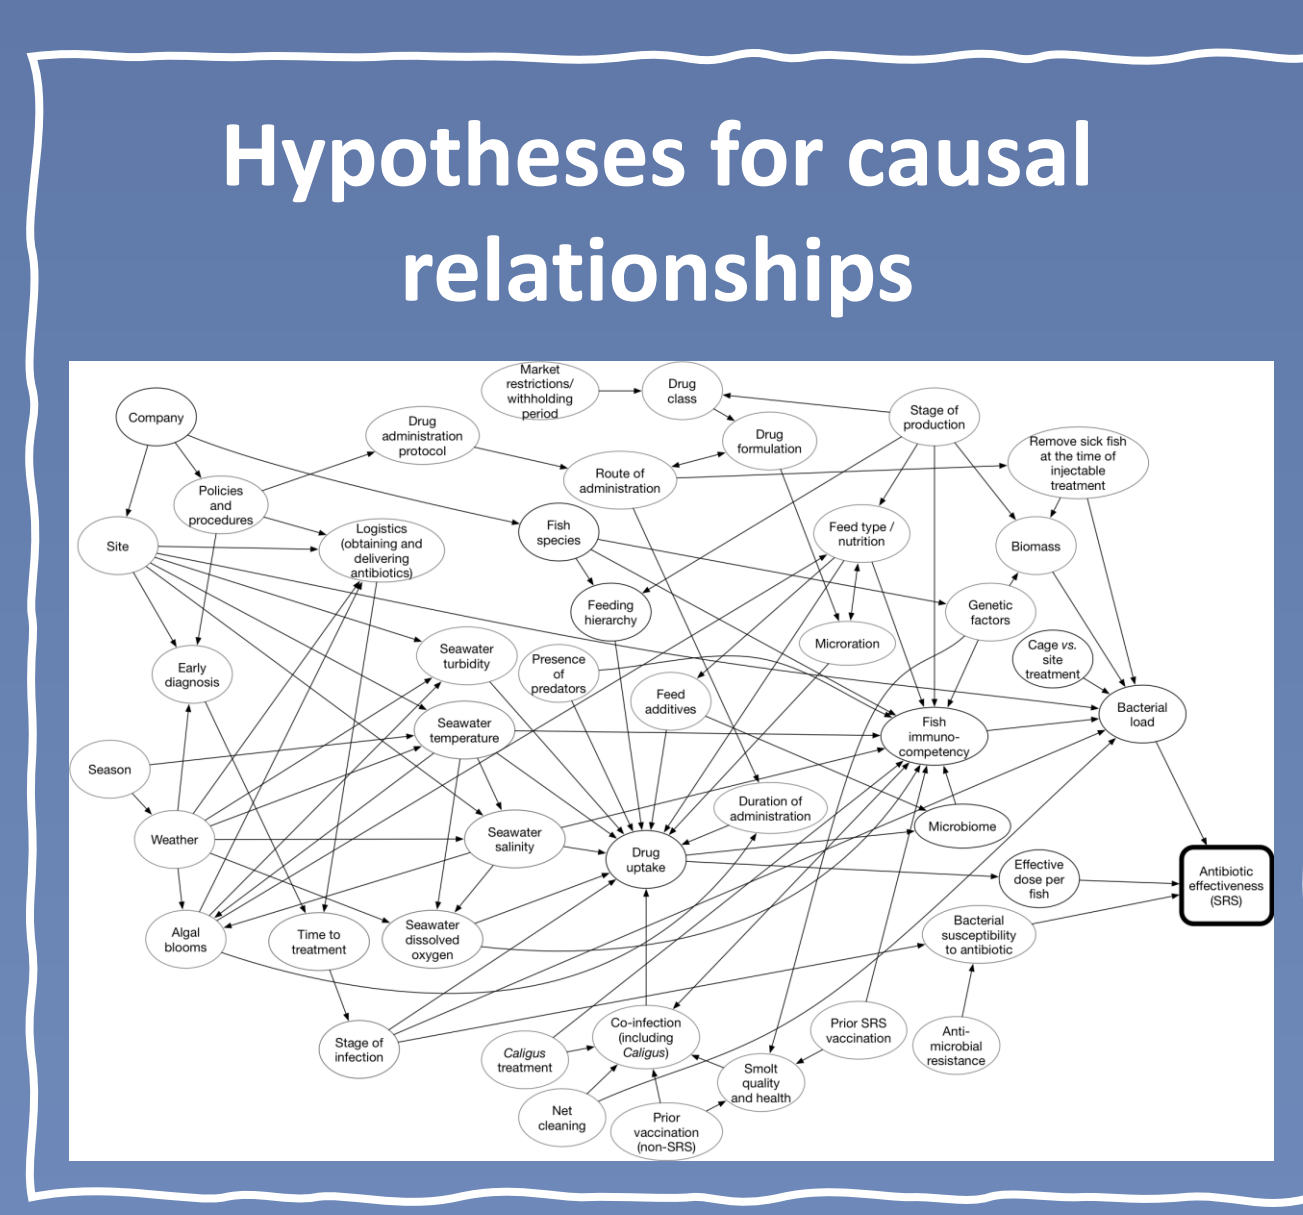 Hypotheses for causal
relationships
Market
restrictions/
withholding
period
Drug
class
Company
Stage of
production
Drug
administration
protocol
Drug
formulation
Remove sick fish
at the time of
injectable
treatment
Route of
administration
Policies
and
procedures
Fish
species
Feed type /
nutrition
Site
Logistics
(obtaining and
delivering
antibiotics)
Biomass
Feeding
hierarchy
Genetic
factors
Microration
Seawater
turbidity
Presence
of
predators
Cage vs.
site
treatment
Early
diagnosis
Feed
additives
Bacterial
load
Seawater
temperature
Fish
immuno-
competency
Season
Duration of
administration
Microbiome
Weather
Seawater
salinity
Drug
uptake
Effective
dose per
fish
Antibiotic
effectiveness
(SRS)
Algal
blooms
Time to
treatment
Seawater
dissolved
oxygen
Bacterial
susceptibility
to antibiotic
Stage of
infection
Caligus
treatment
Co-infection
(including
Caligus)
Prior SRS
vaccination
Anti-
microbial
resistance
Smolt
quality
and health
Net
cleaning
Prior
vaccination
(non-SRS)